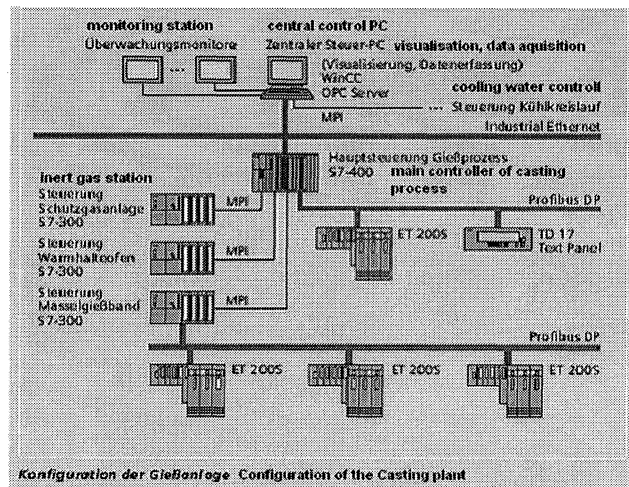 monitoring station
Überwachungsmonitore
central control PC
Zentraler Steuer-PC
visualisation, data aquisition
(Visualisierung, Datenerfassung)
WinCC
OPC Server
cooling water controll
... Steuerung Kühlkreislauf
MPI
Industrial Ethernet
Hauptsteuerung Gießprozess
S7-400 main controller of casting
process
inert gas station
Steuerung
Schutzgasanlage
S7-300
MPI
Profibus DP
ET 200S
TD 17
Text Panel
Steuerung
Warmhalteofen
S7-300
MPI
Steuerung
Masselgießband
S7-300
MPI
Profibus DP
ET 200S
ET 200S
ET 200S
Konfiguration der Gießanlage Configuration of the Casting plant